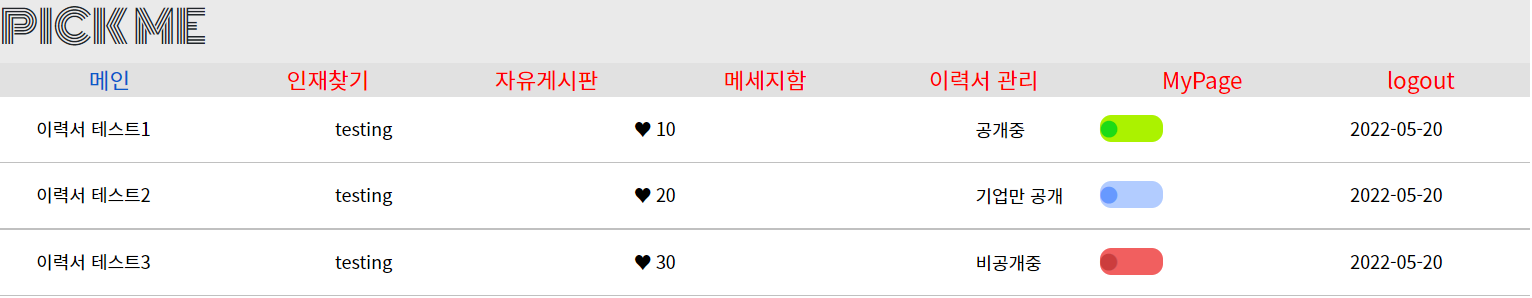 PICK ME
메인 인재찾기 자유게시판 메세지함 이력서 관리 MyPage logout
이력서 테스트1 testing ♥ 10 공개중 2022-05-20
이력서 테스트2 testing ♥ 20 기업만 공개 2022-05-20
이력서 테스트3 testing ♥ 30 비공개중 2022-05-20